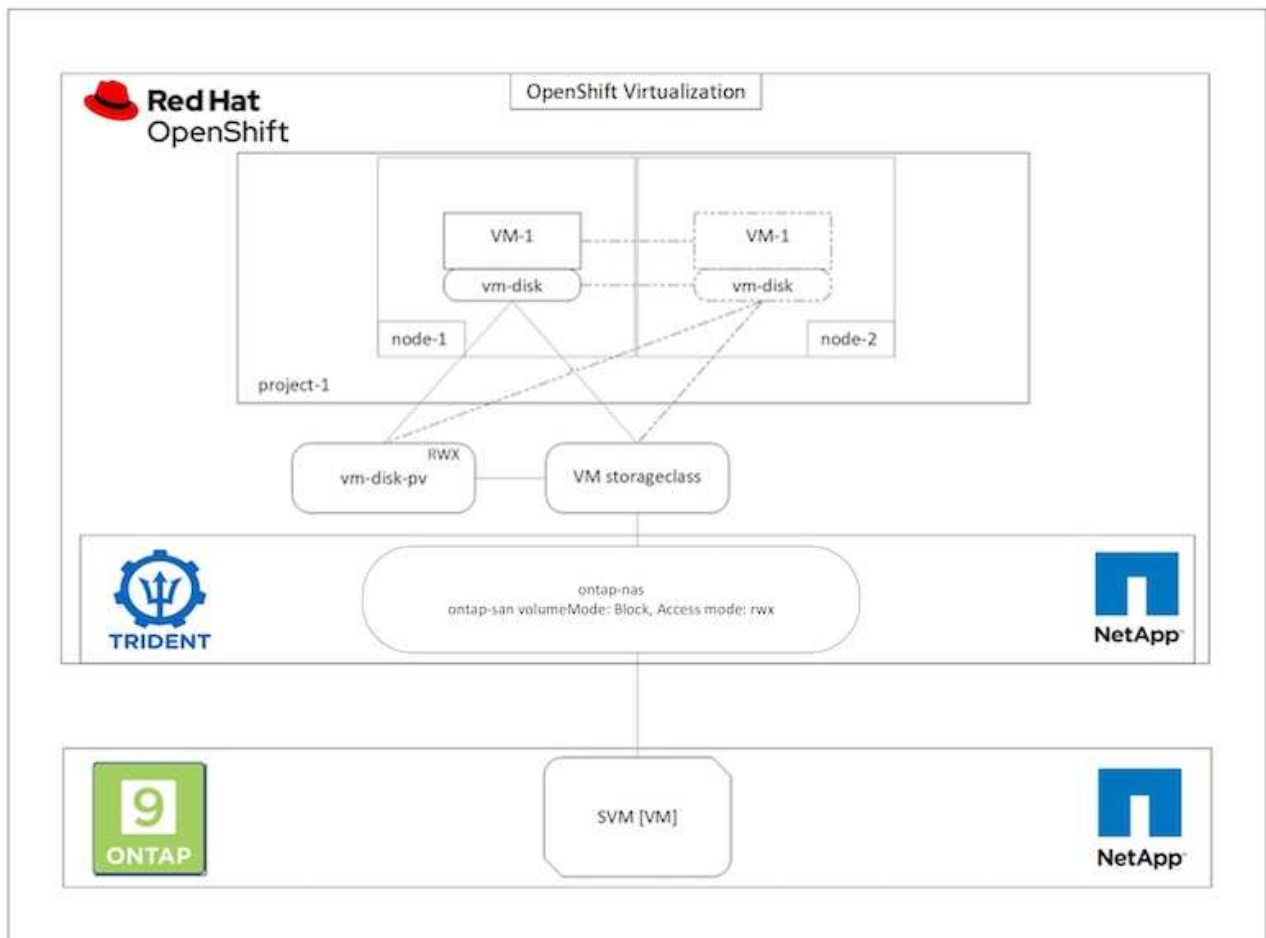 Red Hat
OpenShift
OpenShift Virtualization
VM-1
VM-1
vm-disk
vm-disk
node-1
node-2
project-1
RWX
vm-disk-pv
VM storageclass
ontap-nas
ontap-san volumeMode: Block, Access mode: rwx
TRIDENT
NetApp
9
ONTAP
SVM [VM]
NetApp